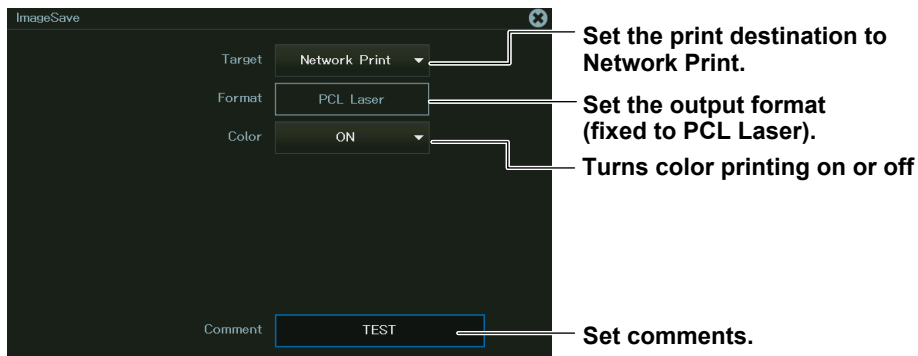 ImageSave
Target
Network Print
Set the print destination to
Network Print.
Format
PCL Laser
Set the output format
(fixed to PCL Laser).
Color
ON
Turns color printing on or off
Comment
TEST
Set comments.